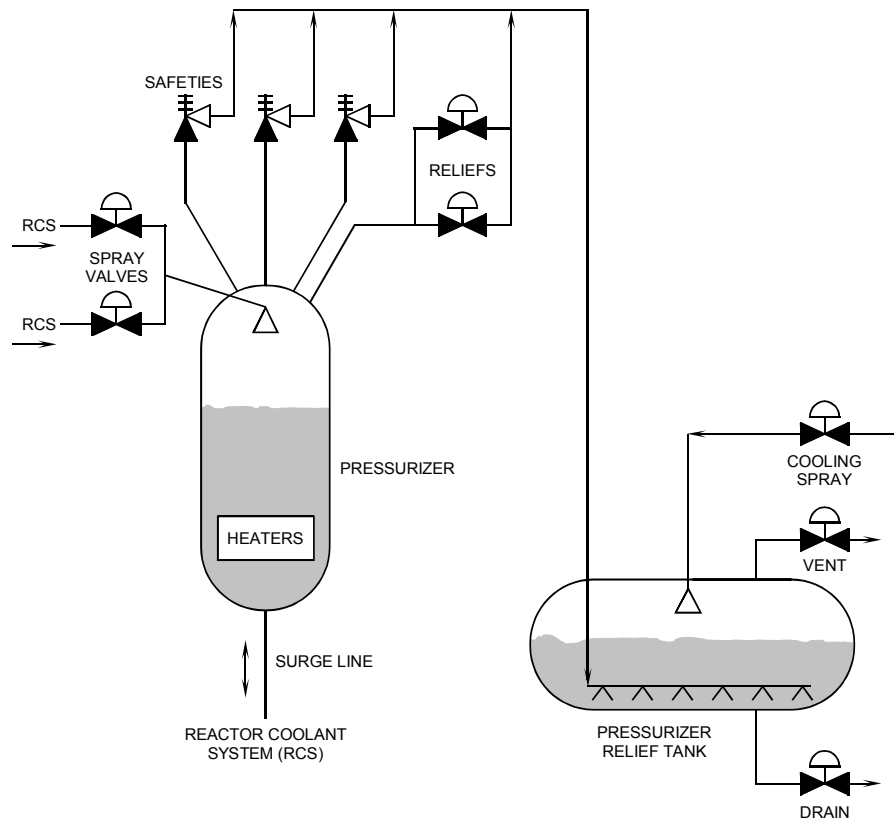 SAFETIES
RELIEFS
RCS
SPRAY
VALVES
RCS
PRESSURIZER
HEATERS
COOLING
SPRAY
VENT
SURGE LINE
REACTOR COOLANT
SYSTEM (RCS)
PRESSURIZER
RELIEF TANK
DRAIN